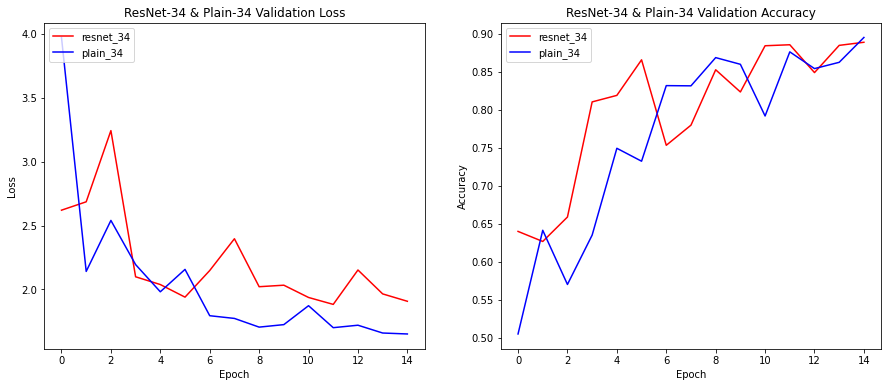 ResNet-34 & Plain-34 Validation Loss
resnet_34
plain_34
4.0
3.5
3.0
2.5
2.0
Loss
0 2 4 6 8 10 12 14
Epoch
ResNet-34 & Plain-34 Validation Accuracy
resnet_34
plain_34
0.90
0.85
0.80
0.75
0.70
0.65
0.60
0.55
0.50
Accuracy
0 2 4 6 8 10 12 14
Epoch